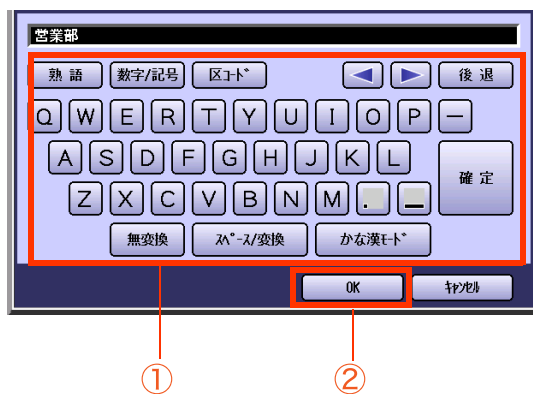 営業部
熟 語 数字/記号 区ｺｰﾄﾞ 後 退
Q W E R T Y U I O P ー
A S D F G H J K L 確 定
Z X C V B N M . _
無変換 ｽﾍﾟｰｽ/変換 かな漢ﾓｰﾄﾞ
OK ｷｬﾝｾﾙ
① ②